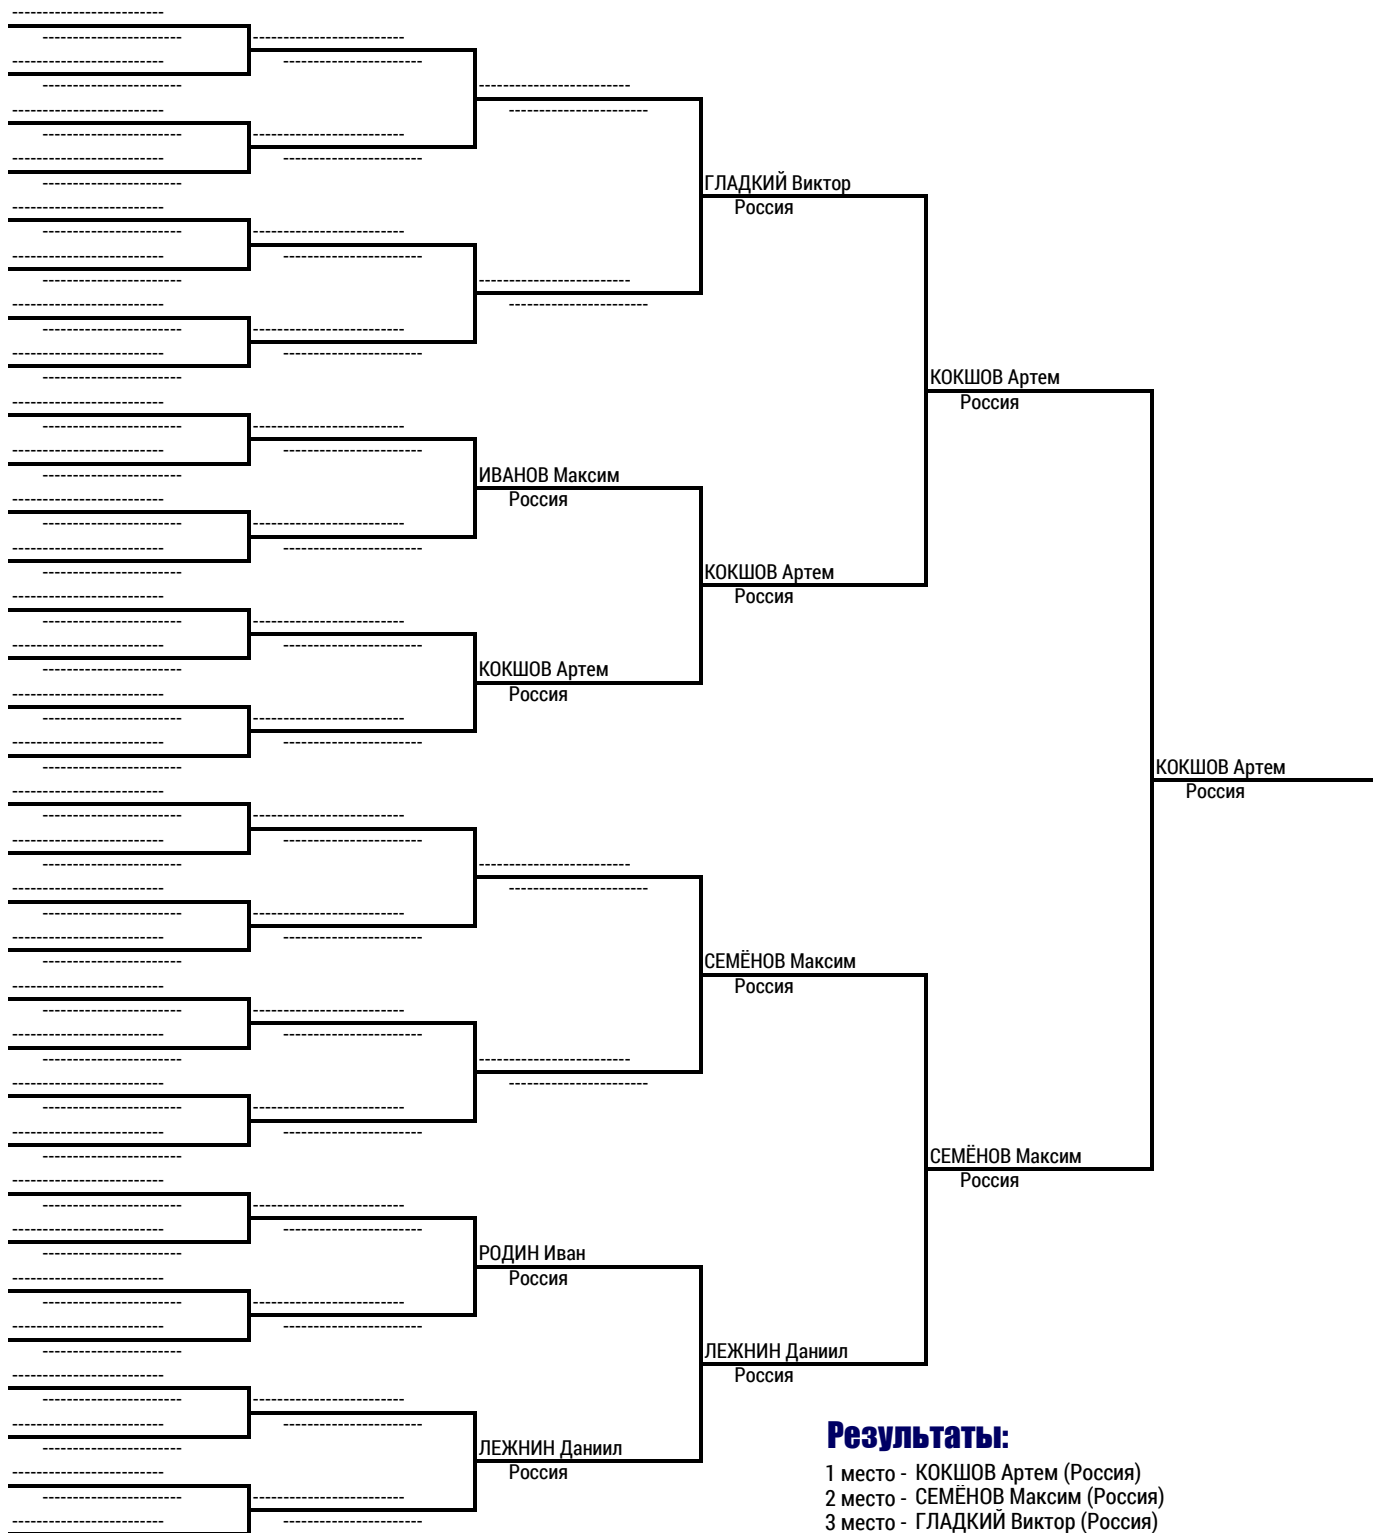 ГЛАДКИЙ Виктор
Россия
КОКШОВ Артем
Россия
ИВАНОВ Максим
Россия
КОКШОВ Артем
Россия
КОКШОВ Артем
Россия
КОКШОВ Артем
Россия
СЕМЁНОВ Максим
Россия
СЕМЁНОВ Максим
Россия
РОДИН Иван
Россия
ЛЕЖНИН Даниил
Россия
ЛЕЖНИН Даниил
Россия
Результаты:
1 место - КОКШОВ Артем (Россия)
2 место - СЕМЁНОВ Максим (Россия)
3 место - ГЛАДКИЙ Виктор (Россия)